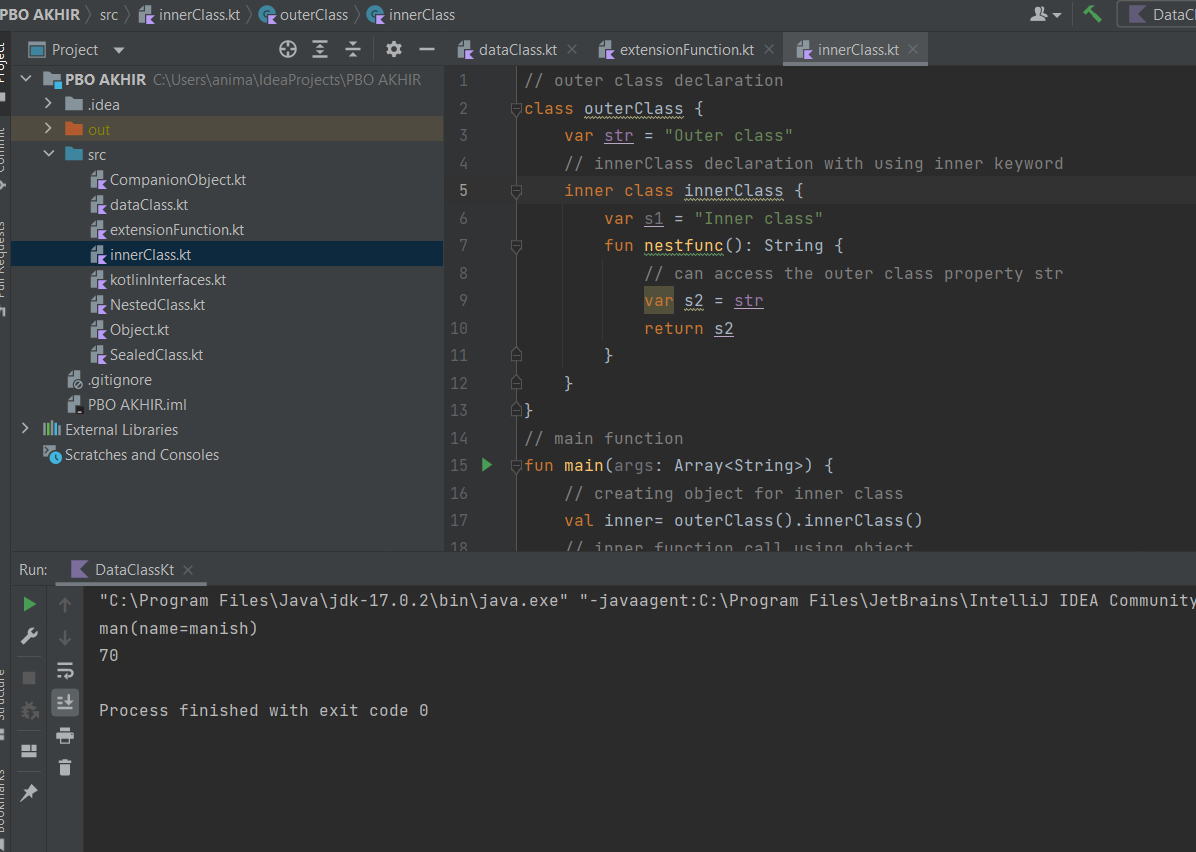 PBO AKHIR src innerClass.kt outerClass innerClass
Project
dataClass.kt extensionFunction.kt innerClass.kt
PBO AKHIR C:\Users\anima\IdeaProjects\PBO AKHIR
.idea
out
src
CompanionObject.kt
dataClass.kt
extensionFunction.kt
innerClass.kt
kotlinInterfaces.kt
NestedClass.kt
Object.kt
SealedClass.kt
.gitignore
PBO AKHIR.iml
External Libraries
Scratches and Consoles
1 // outer class declaration
2 class outerClass {
3 var str = "Outer class"
4 // innerClass declaration with using inner keyword
5 inner class innerClass {
6 var s1 = "Inner class"
7 fun nestfunc(): String {
8 // can access the outer class property str
9 var s2 = str
10 return s2
11 }
12 }
13 }
14 // main function
15 fun main(args: Array<String>) {
16 // creating object for inner class
17 val inner= outerClass().innerClass()
18 // inner function call using object
Run: DataClassKt
"C:\Program Files\Java\jdk-17.0.2\bin\java.exe" "-javaagent:C:\Program Files\JetBrains\IntelliJ IDEA Community
man(name=manish)
70
Process finished with exit code 0